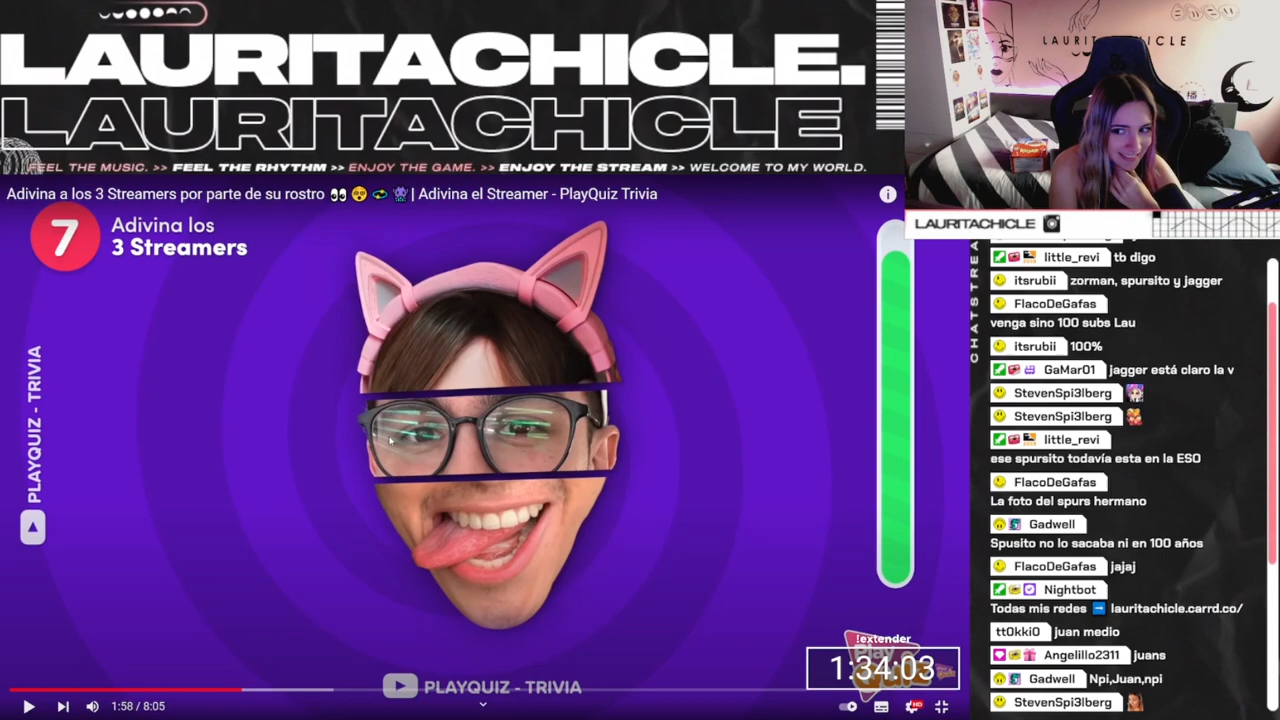 LAURITACHICLE.
LAURITACHICLE
FEEL THE MUSIC. >> FEEL THE RHYTHM >> ENJOY THE GAME. >> ENJOY THE STREAM >> WELCOME TO MY WORLD.
LAURITACHICLE
Adivina a los 3 Streamers por parte de su rostro 👀 😳 🪐 👾 | Adivina el Streamer - PlayQuiz Trivia
7
Adivina los
3 Streamers
PLAYQUIZ - TRIVIA
!extender
1:34:03
PLAYQUIZ - TRIVIA
1:58 / 8:05
HD
CHATSTREA
little_revi tb digo
itsrubii zorman, spursito y jagger
FlacoDeGafas
venga sino 100 subs Lau
itsrubii 100%
GaMar01 jagger está claro la v
StevenSpi3lberg
StevenSpi3lberg
little_revi
ese spursito todavía esta en la ESO
FlacoDeGafas
La foto del spurs hermano
Gadwell
Spusito no lo sacaba ni en 100 años
FlacoDeGafas jajaj
Nightbot
Todas mis redes ➡️ lauritachicle.carrd.co/
tt0kki0 juan medio
Angelillo2311 juans
Gadwell Npi,Juan,npi
StevenSpi3lberg